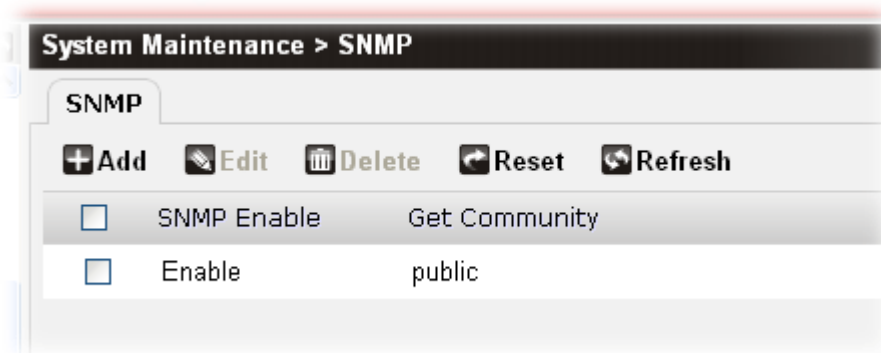 System Maintenance > SNMP
SNMP
Add Edit Delete Reset Refresh
SNMP Enable Get Community
Enable public